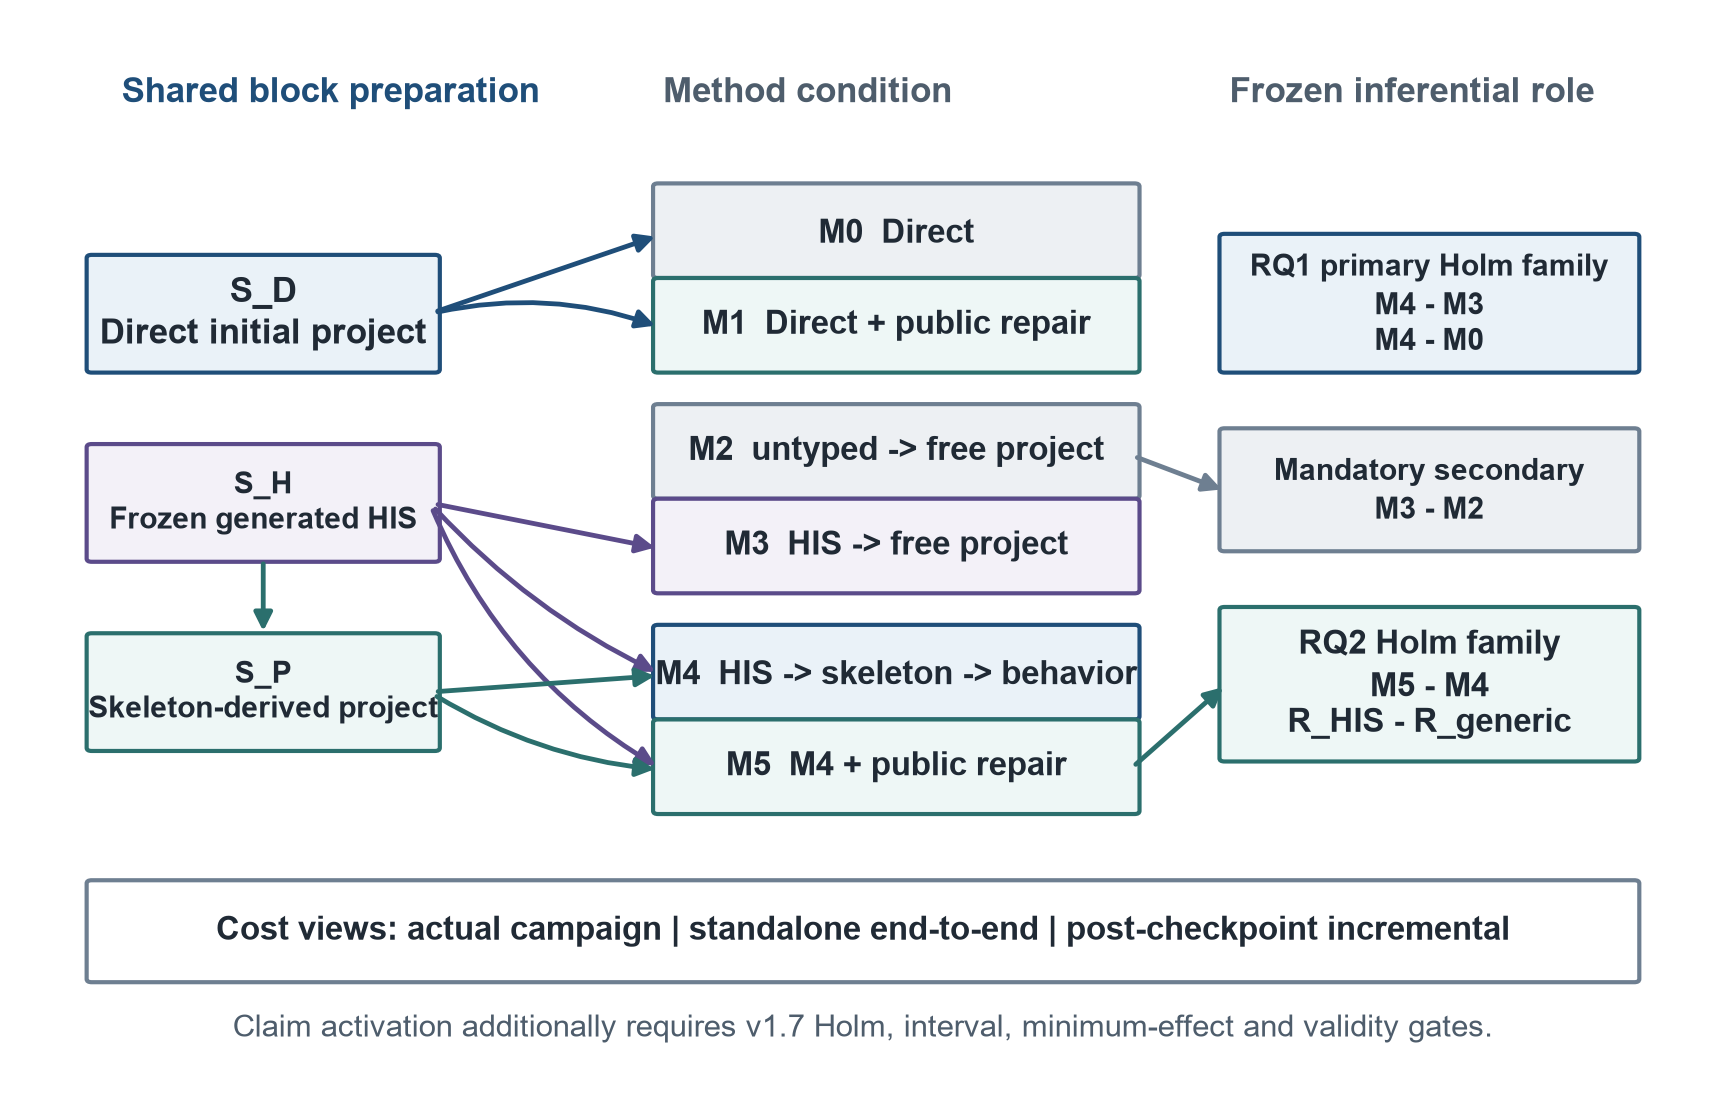 Shared block preparation
Method condition
Frozen inferential role
S_D
Direct initial project
S_H
Frozen generated HIS
S_P
Skeleton-derived project
M0  Direct
M1  Direct + public repair
M2  untyped -> free project
M3  HIS -> free project
M4  HIS -> skeleton -> behavior
M5  M4 + public repair
RQ1 primary Holm family
M4 - M3
M4 - M0
Mandatory secondary
M3 - M2
RQ2 Holm family
M5 - M4
R_HIS - R_generic
Cost views: actual campaign | standalone end-to-end | post-checkpoint incremental
Claim activation additionally requires v1.7 Holm, interval, minimum-effect and validity gates.